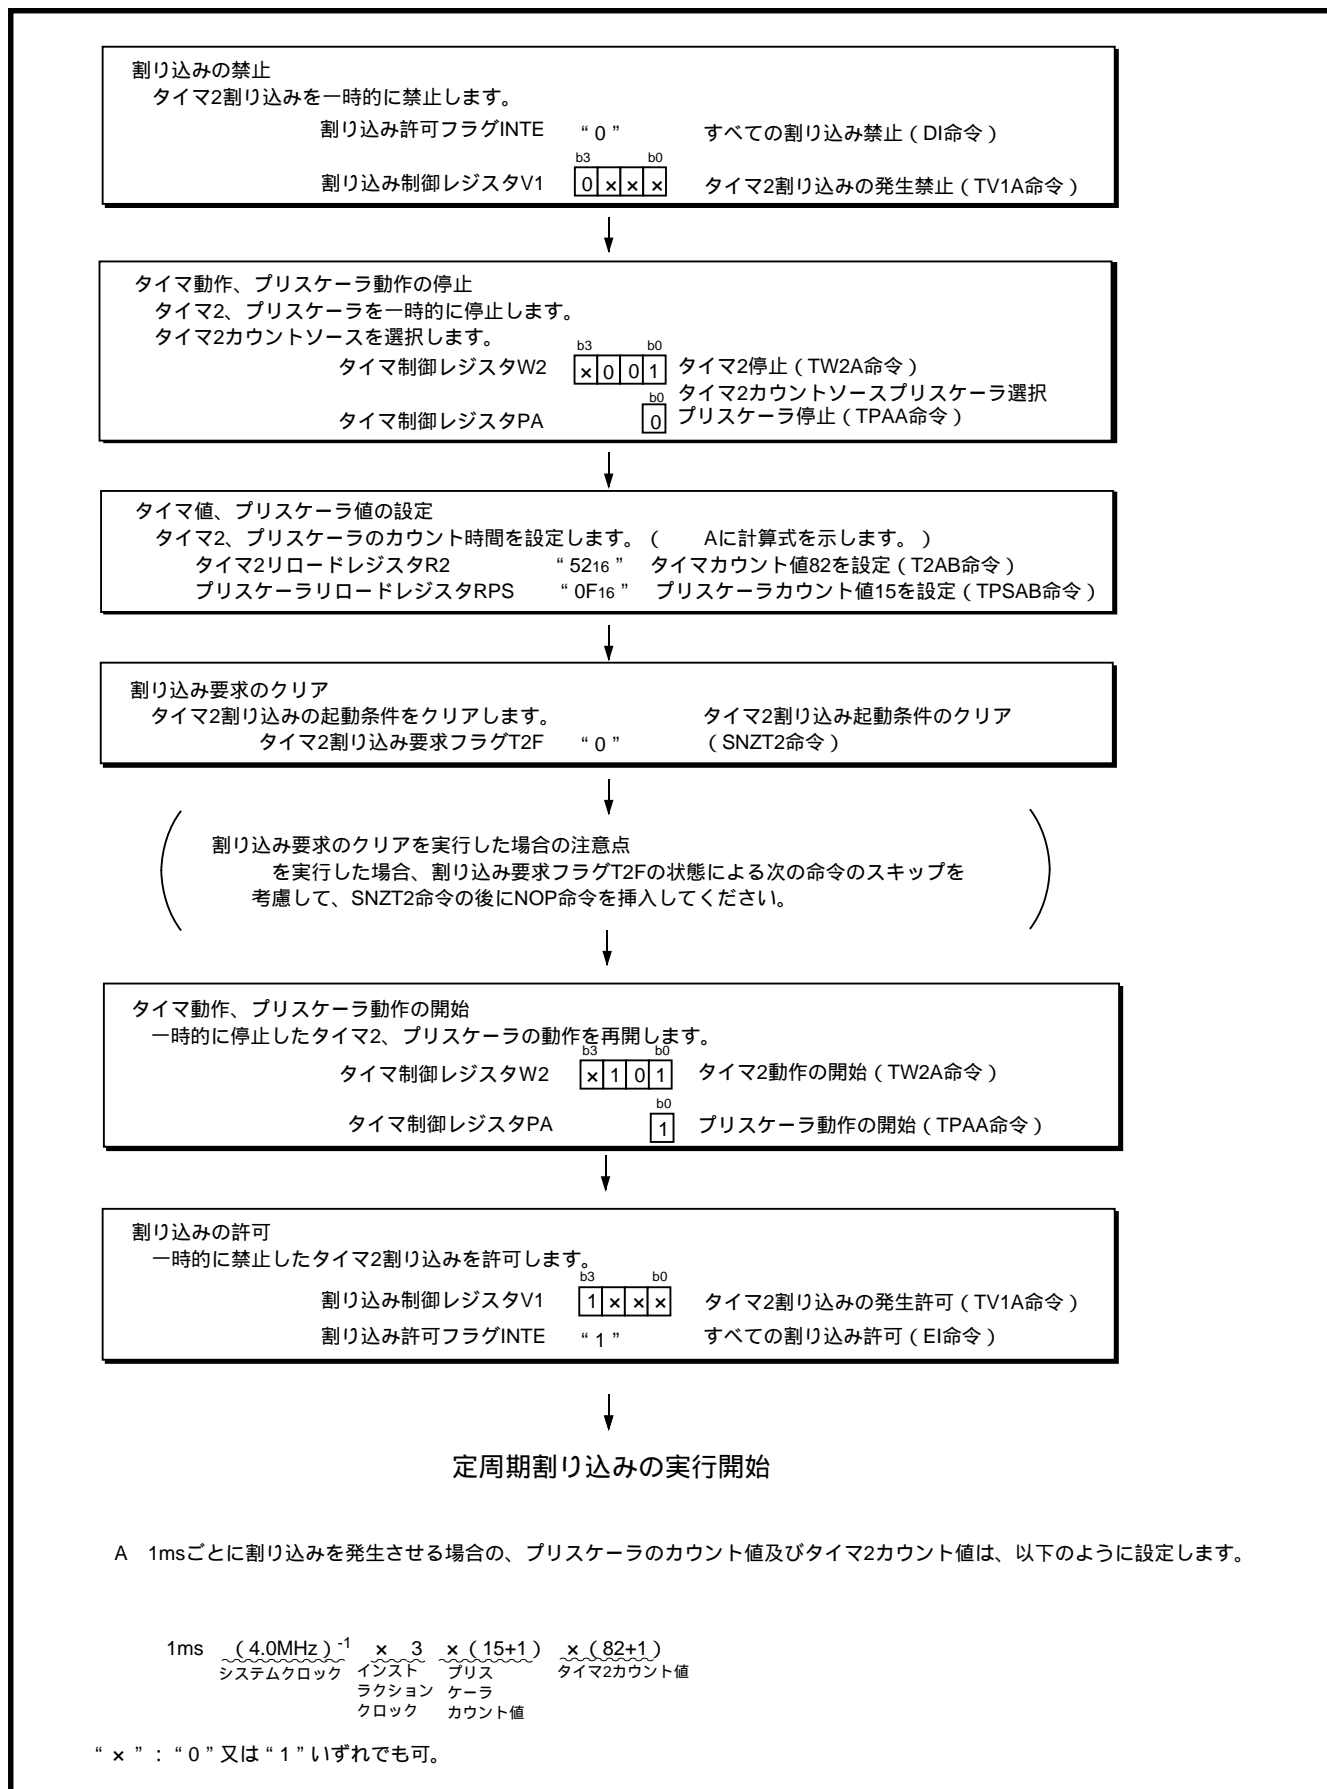 割り込みの禁止
タイマ2割り込みを一時的に禁止します。
割り込み許可フラグINTE “ 0 ” すべての割り込み禁止 ( DI命令 )
b3 b0
割り込み制御レジスタV1 0 × × × タイマ2割り込みの発生禁止 ( TV1A命令 )
タイマ動作、プリスケーラ動作の停止
タイマ2、プリスケーラを一時的に停止します。
タイマ2カウントソースを選択します。
b3 b0
タイマ制御レジスタW2 × 0 0 1 タイマ2停止 ( TW2A命令 )
タイマ2カウントソースプリスケーラ選択
b0
タイマ制御レジスタPA 0 プリスケーラ停止 ( TPAA命令 )
タイマ値、プリスケーラ値の設定
タイマ2、プリスケーラのカウント時間を設定します。 ( Aに計算式を示します。 )
タイマ2リロードレジスタR2 “ 5216 ” タイマカウント値82を設定 ( T2AB命令 )
プリスケーラリロードレジスタRPS “ 0F16 ” プリスケーラカウント値15を設定 ( TPSAB命令 )
割り込み要求のクリア
タイマ2割り込みの起動条件をクリアします。 タイマ2割り込み起動条件のクリア
タイマ2割り込み要求フラグT2F “ 0 ” ( SNZT2命令 )
割り込み要求のクリアを実行した場合の注意点
を実行した場合、割り込み要求フラグT2Fの状態による次の命令のスキップを
考慮して、SNZT2命令の後にNOP命令を挿入してください。
タイマ動作、プリスケーラ動作の開始
一時的に停止したタイマ2、プリスケーラの動作を再開します。
b3 b0
タイマ制御レジスタW2 × 1 0 1 タイマ2動作の開始 ( TW2A命令 )
b0
タイマ制御レジスタPA 1 プリスケーラ動作の開始 ( TPAA命令 )
割り込みの許可
一時的に禁止したタイマ2割り込みを許可します。
b3 b0
割り込み制御レジスタV1 1 × × × タイマ2割り込みの発生許可 ( TV1A命令 )
割り込み許可フラグINTE “ 1 ” すべての割り込み許可 ( EI命令 )
定周期割り込みの実行開始
A 1msごとに割り込みを発生させる場合の、プリスケーラのカウント値及びタイマ2カウント値は、以下のように設定します。
1ms ( 4.0MHz ) -1 × 3 × ( 15+1 ) × ( 82+1 )
システムクロック インスト プリス タイマ2カウント値
ラクション ケーラ
クロック カウント値
“ × ” : “ 0 ” 又は “ 1 ” いずれでも可。